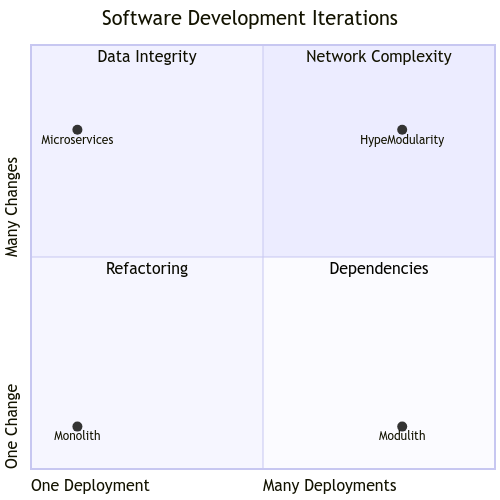 Software Development Iterations
Data Integrity
Network Complexity
Microservices
HypeModularity
Many Changes
Refactoring
Dependencies
One Change
Monolith
Modulith
One Deployment
Many Deployments